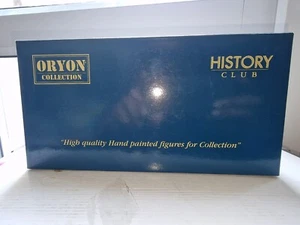 ORYON
COLLECTION
HISTORY
CLUB
"High quality Hand painted figures for Collection"